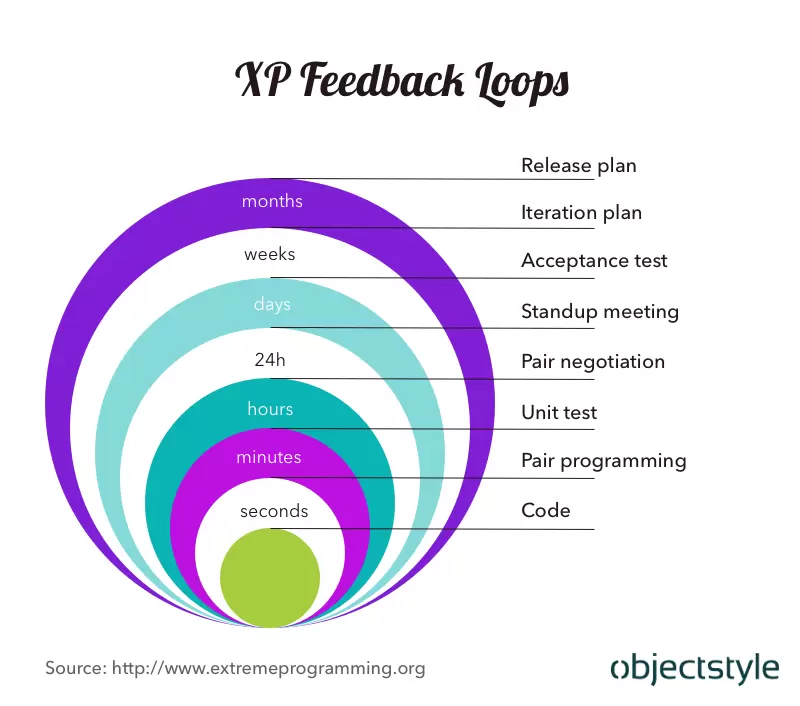 XP Feedback Loops
Release plan
months
Iteration plan
weeks
Acceptance test
days
Standup meeting
24h
Pair negotiation
hours
Unit test
minutes
Pair programming
seconds
Code
Source: http://www.extremeprogramming.org
objectstyle